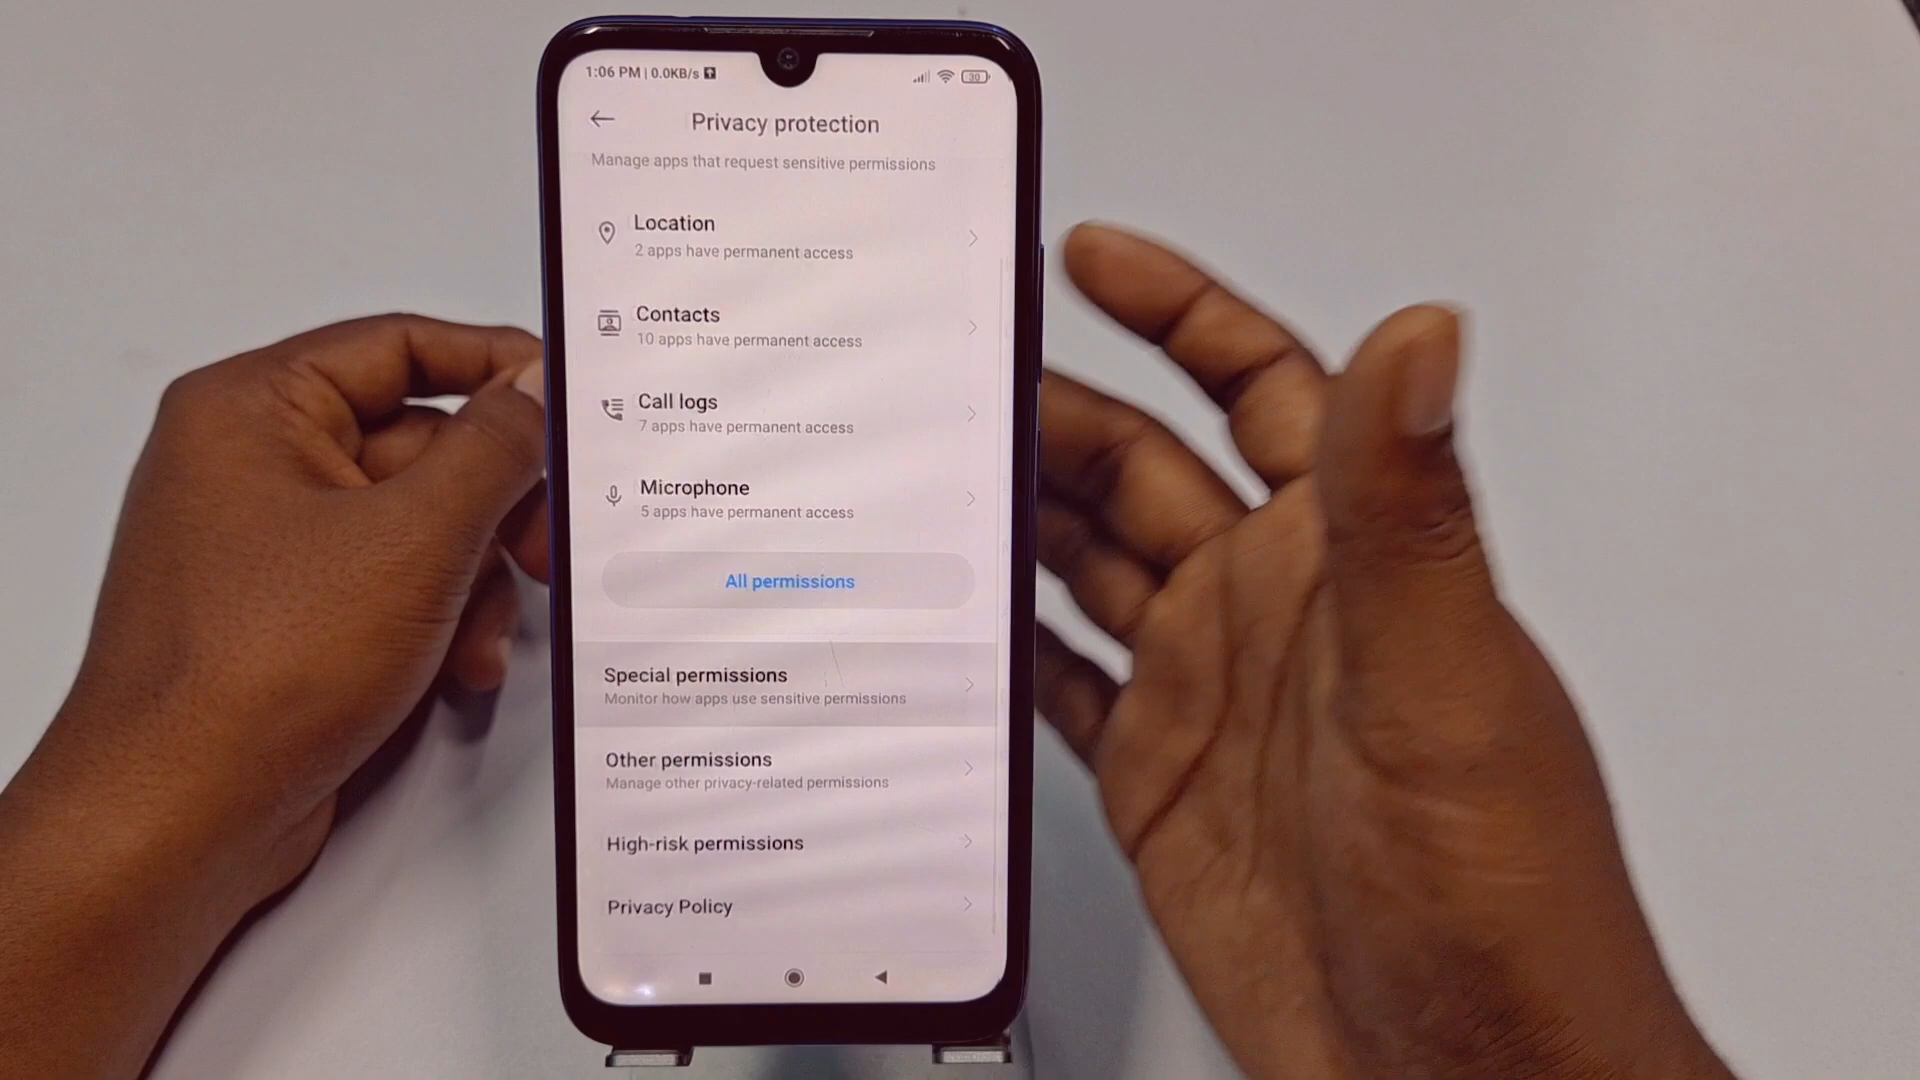 1:06 PM | 0.0KB/s
30
Privacy protection
Manage apps that request sensitive permissions
Location
2 apps have permanent access
Contacts
10 apps have permanent access
Call logs
7 apps have permanent access
Microphone
5 apps have permanent access
All permissions
Special permissions
Monitor how apps use sensitive permissions
Other permissions
Manage other privacy-related permissions
High-risk permissions
Privacy Policy